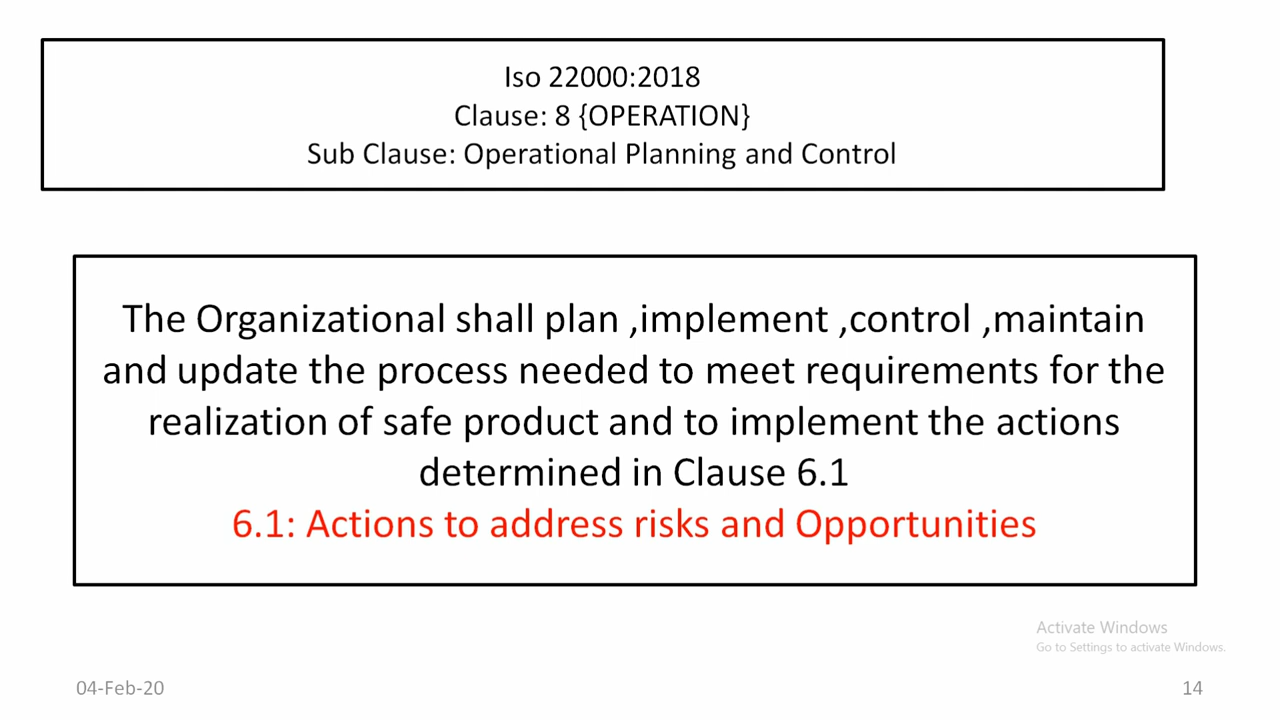 Iso 22000:2018
Clause: 8 {OPERATION}
Sub Clause: Operational Planning and Control
The Organizational shall plan ,implement ,control ,maintain
and update the process needed to meet requirements for the
realization of safe product and to implement the actions
determined in Clause 6.1
6.1: Actions to address risks and Opportunities
Activate Windows
Go to Settings to activate Windows.
04-Feb-20
14